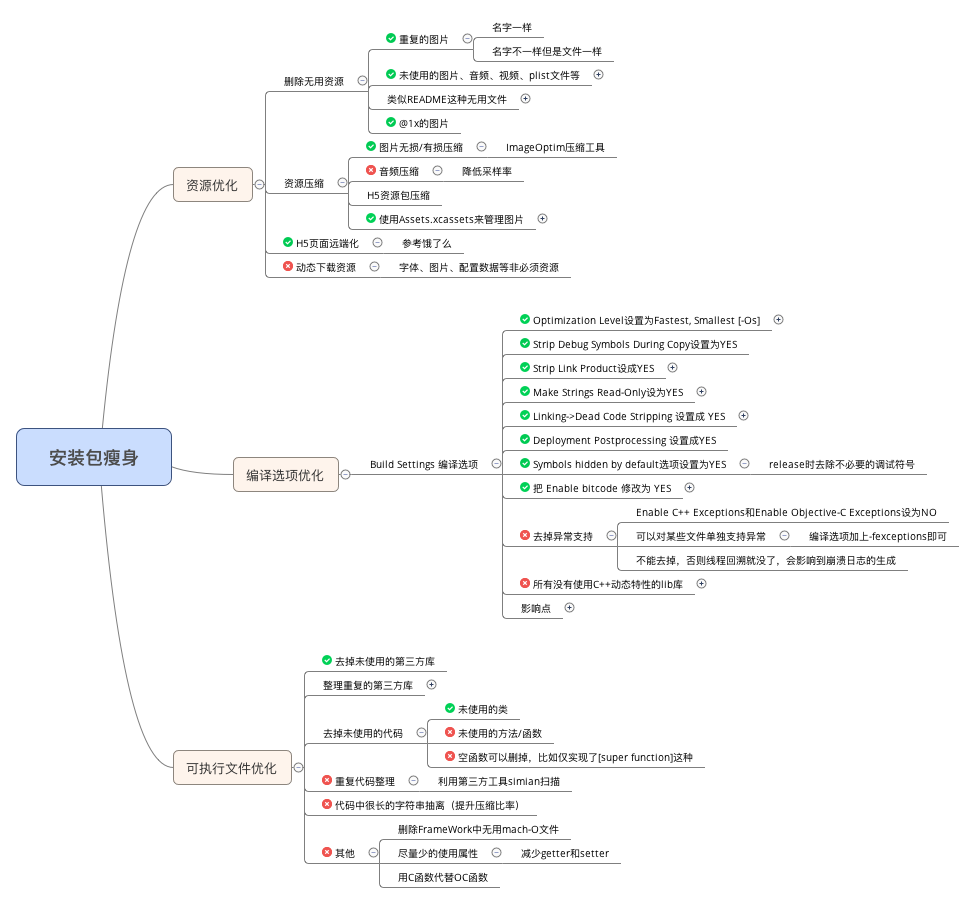 安装包瘦身
资源优化
删除无用资源
重复的图片
名字一样
名字不一样但是文件一样
未使用的图片、音频、视频、plist文件等
类似README这种无用文件
@1x的图片
资源压缩
图片无损/有损压缩
ImageOptim压缩工具
音频压缩
降低采样率
H5资源包压缩
使用Assets.xcassets来管理图片
H5页面远端化
参考饿了么
动态下载资源
字体、图片、配置数据等非必须资源
编译选项优化
Build Settings 编译选项
Optimization Level设置为Fastest, Smallest [-Os]
Strip Debug Symbols During Copy设置为YES
Strip Link Product设成YES
Make Strings Read-Only设为YES
Linking->Dead Code Stripping 设置成 YES
Deployment Postprocessing 设置成YES
Symbols hidden by default选项设置为YES
release时去除不必要的调试符号
把 Enable bitcode 修改为 YES
去掉异常支持
Enable C++ Exceptions和Enable Objective-C Exceptions设为NO
可以对某些文件单独支持异常
编译选项加上-fexceptions即可
不能去掉，否则线程回溯就没了，会影响到崩溃日志的生成
所有没有使用C++动态特性的lib库
影响点
可执行文件优化
去掉未使用的第三方库
整理重复的第三方库
去掉未使用的代码
未使用的类
未使用的方法/函数
空函数可以删掉，比如仅实现了[super function]这种
重复代码整理
利用第三方工具simian扫描
代码中很长的字符串抽离（提升压缩比率）
其他
删除FrameWork中无用mach-O文件
尽量少的使用属性
减少getter和setter
用C函数代替OC函数